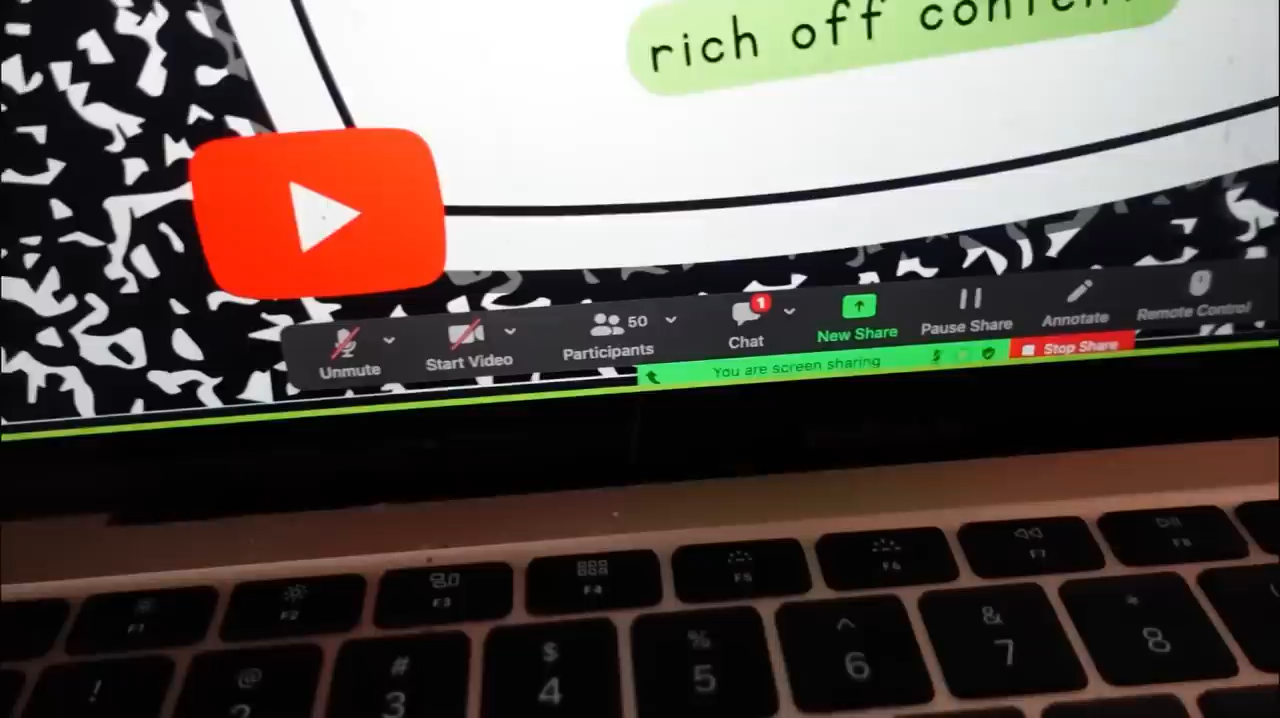 rich off
50
1
Unmute
Start Video
Participants
Chat
New Share
Pause Share
Annotate
Remote Control
You are screen sharing
Stop Share
F1
F2
F3
F4
F5
F6
F7
F8
!
@
2
#
3
$
4
%
5
^
6
&
7
*
8